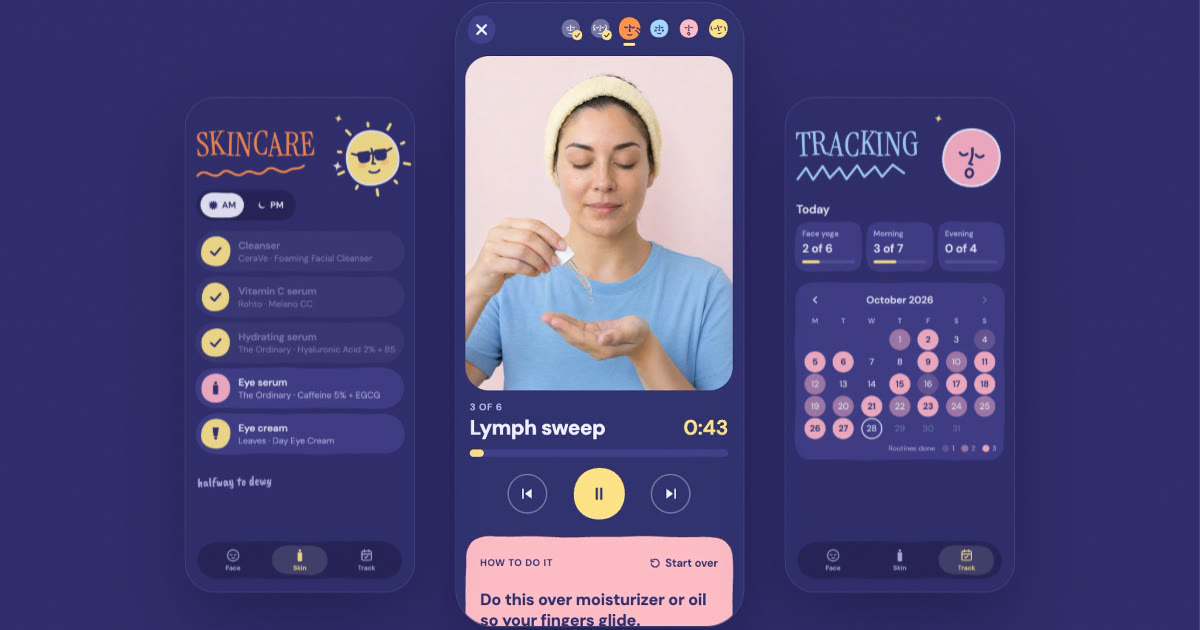 SKINCARE
AM
PM
Cleanser
CeraVe · Foaming Facial Cleanser
Vitamin C serum
Rohto · Melano CC
Hydrating serum
The Ordinary · Hyaluronic Acid 2% + B5
Eye serum
The Ordinary · Caffeine 5% + EGCG
Eye cream
Leaves · Day Eye Cream
halfway to dewy
Face
Skin
Track
3 OF 6
Lymph sweep
0:43
HOW TO DO IT
Start over
Do this over moisturizer or oil
so your fingers glide.
TRACKING
Today
Face yoga
2 of 6
Morning
3 of 7
Evening
0 of 4
October 2026
M T W T F S S
1 2 3 4
5 6 7 8 9 10 11
12 13 14 15 16 17 18
19 20 21 22 23 24 25
26 27 28 29 30 31
Routines done 1 2 3
Face
Skin
Track